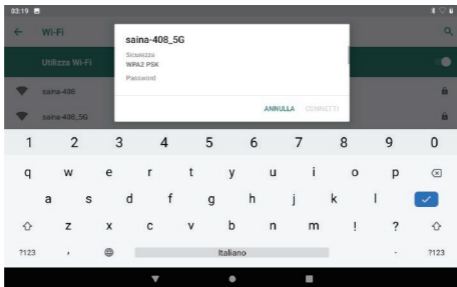 03:19
Wi-Fi
saina-408_5G
Sicurezza
WPA2 PSK
Password
Utilizza Wi-Fi
ANNULLA CONNETTI
saina-408
saina-408_5G
1 2 3 4 5 6 7 8 9 0
q w e r t y u i o p
a s d f g h j k l
z x c v b n m ! ?
?123 , Italiano . ?123